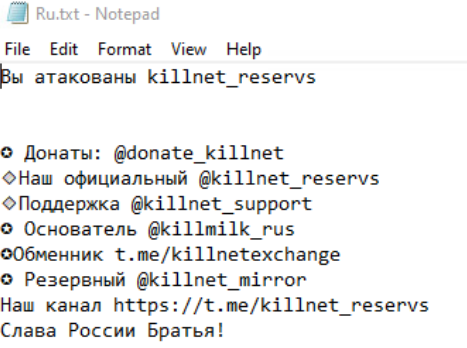 Ru.txt - Notepad
File Edit Format View Help
Вы атакованы killnet_reservs
✪ Донаты: @donate_killnet
◈Наш официальный @killnet_reservs
◈Поддержка @killnet_support
✪ Основатель @killmilk_rus
✪Обменник t.me/killnetexchange
✪ Резервный @killnet_mirror
Наш канал https://t.me/killnet_reservs
Слава России Братья!